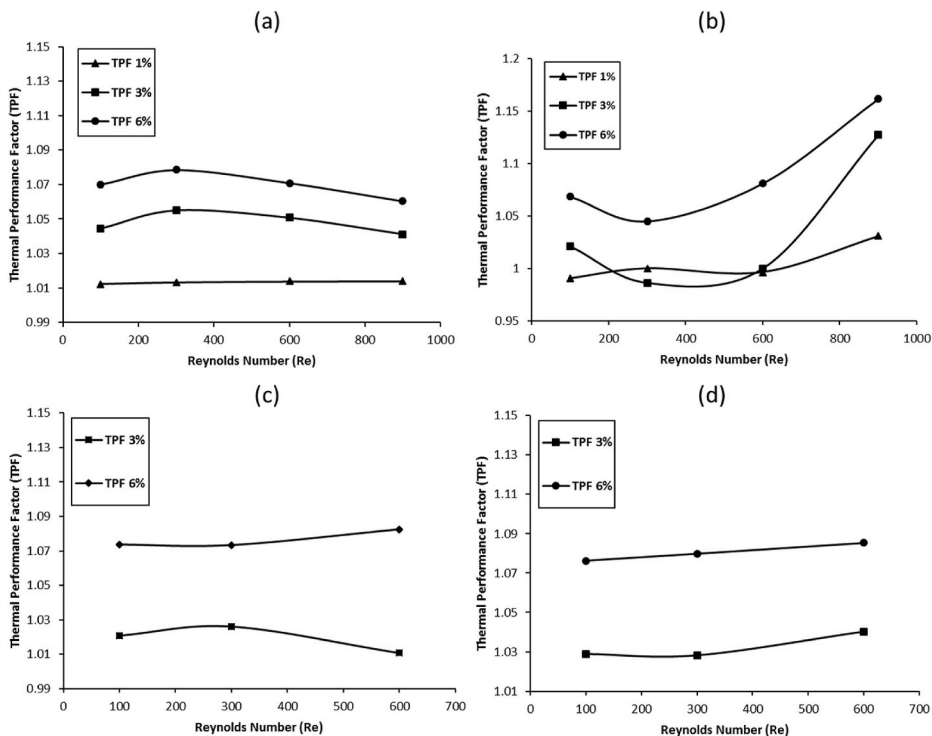 (a)
1.15
1.13
1.11
1.09
1.07
1.05
1.03
1.01
0.99
Thermal Performance Factor (TPF)
TPF 1%
TPF 3%
TPF 6%
0 200 400 600 800 1000
Reynolds Number (Re)
(b)
1.2
1.15
1.1
1.05
1
0.95
Thermal Performance Factor (TPF)
TPF 1%
TPF 3%
TPF 6%
0 200 400 600 800 1000
Reynolds Number (Re)
(c)
1.15
1.13
1.11
1.09
1.07
1.05
1.03
1.01
0.99
Thermal Performance Factor (TPF)
TPF 3%
TPF 6%
0 100 200 300 400 500 600 700
Reynolds Number (Re)
(d)
1.15
1.13
1.11
1.09
1.07
1.05
1.03
1.01
Thermal Performance Factor (TPF)
TPF 3%
TPF 6%
0 100 200 300 400 500 600 700
Reynolds Number (Re)